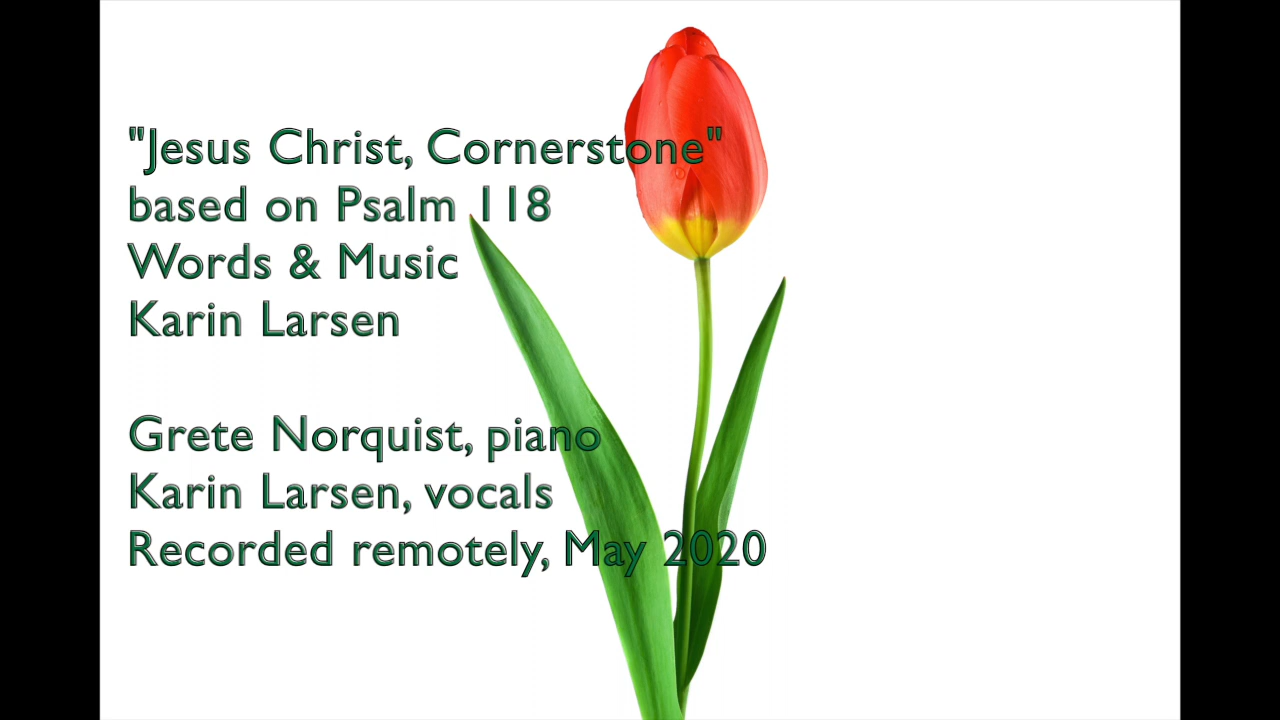 "Jesus Christ, Cornerstone"
based on Psalm 118
Words & Music
Karin Larsen
Grete Norquist, piano
Karin Larsen, vocals
Recorded remotely, May 2020